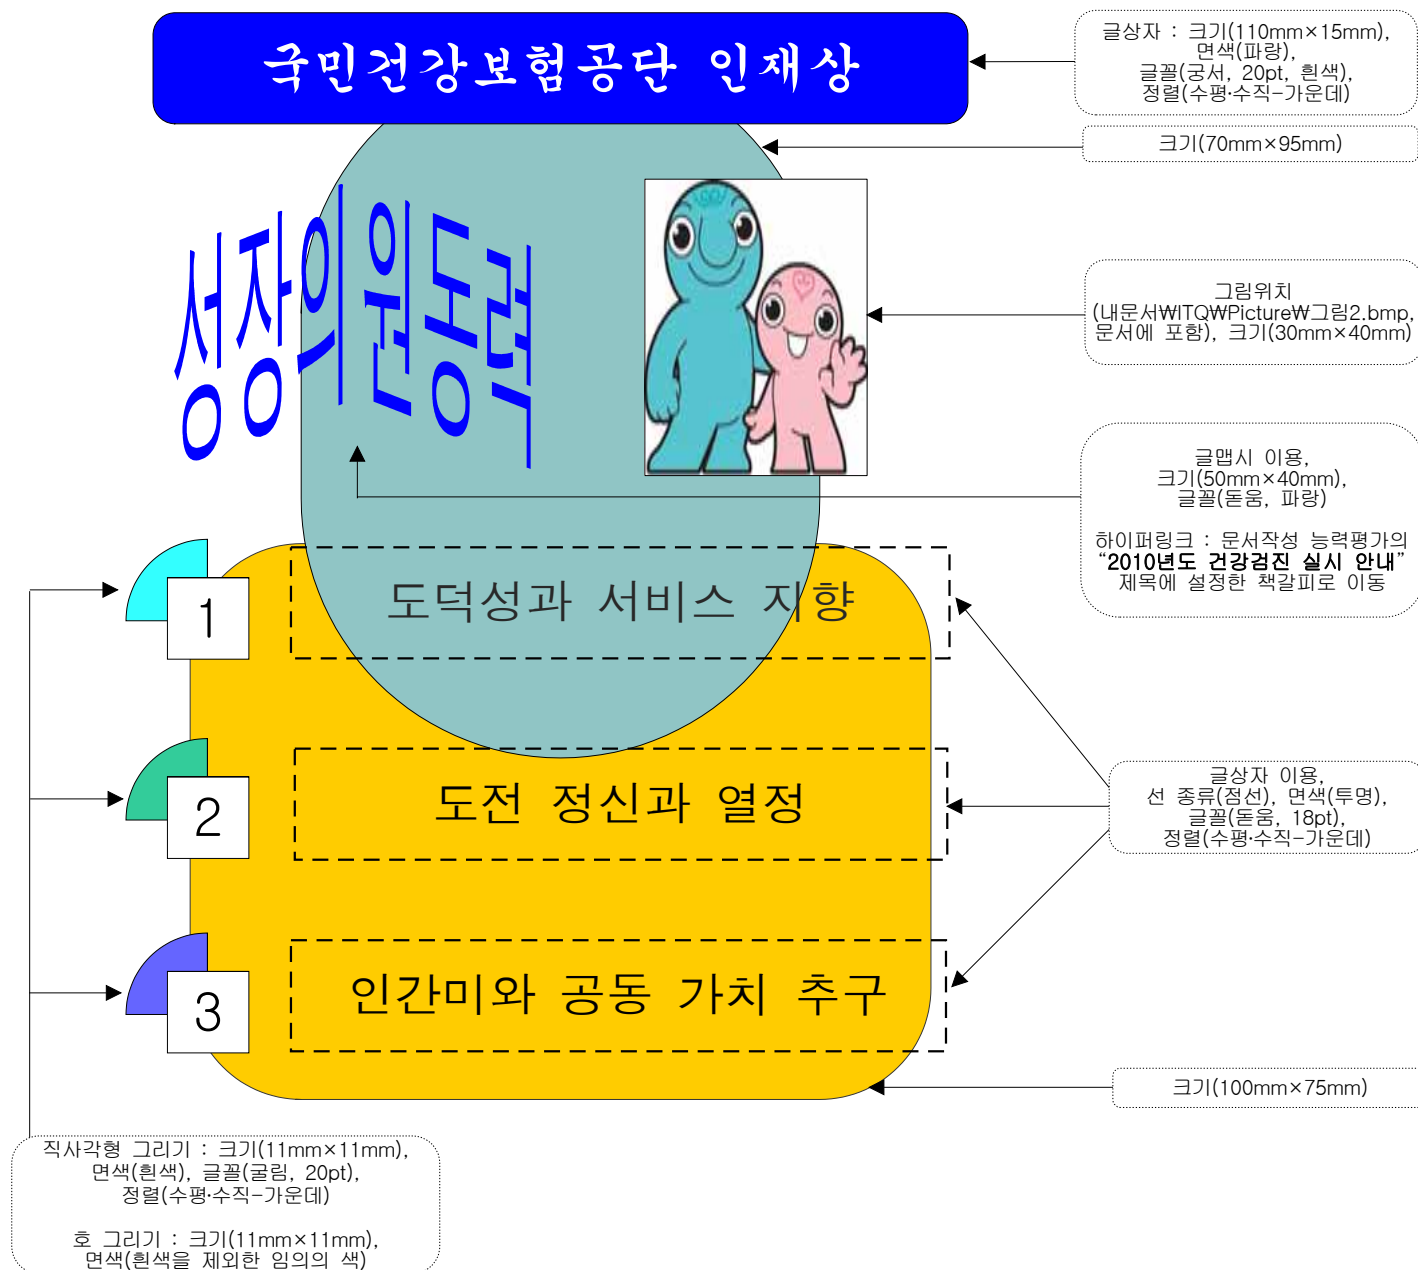 국민건강보험공단 인재상
글상자 : 크기(110mm×15mm),
면색(파랑),
글꼴(궁서, 20pt, 흰색),
정렬(수평·수직-가운데)
크기(70mm×95mm)
성장의 원동력
그림위치
(내문서₩ITQ₩Picture₩그림2.bmp,
문서에 포함), 크기(30mm×40mm)
글맵시 이용,
크기(50mm×40mm),
글꼴(돋움, 파랑)
하이퍼링크 : 문서작성 능력평가의
“2010년도 건강검진 실시 안내”
제목에 설정한 책갈피로 이동
1
도덕성과 서비스 지향
2
도전 정신과 열정
글상자 이용,
선 종류(점선), 면색(투명),
글꼴(돋움, 18pt),
정렬(수평·수직-가운데)
3
인간미와 공동 가치 추구
크기(100mm×75mm)
직사각형 그리기 : 크기(11mm×11mm),
면색(흰색), 글꼴(굴림, 20pt),
정렬(수평·수직-가운데)
호 그리기 : 크기(11mm×11mm),
면색(흰색을 제외한 임의의 색)